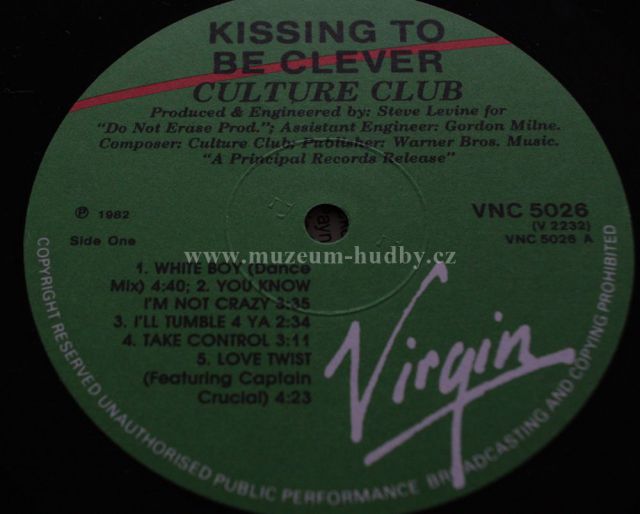 KISSING TO
BE CLEVER
CULTURE CLUB
Produced & Engineered by: Steve Levine for
"Do Not Erase Prod."; Assistant Engineer: Gordon Milne.
Composer: Culture Club; Publisher: Warner Bros. Music.
"A Principal Records Release"
℗ 1982
Side One
VNC 5026
(V 2232)
VNC 5026 A
www.muzeum-hudby.cz
1. WHITE BOY (Dance
Mix) 4:40; 2. YOU KNOW
I'M NOT CRAZY 3:35
3. I'LL TUMBLE 4 YA 2:34
4. TAKE CONTROL 3:11
5. LOVE TWIST
(Featuring Captain
Crucial) 4:23
Virgin
COPYRIGHT RESERVED UNAUTHORISED PUBLIC PERFORMANCE BROADCASTING AND COPYING PROHIBITED